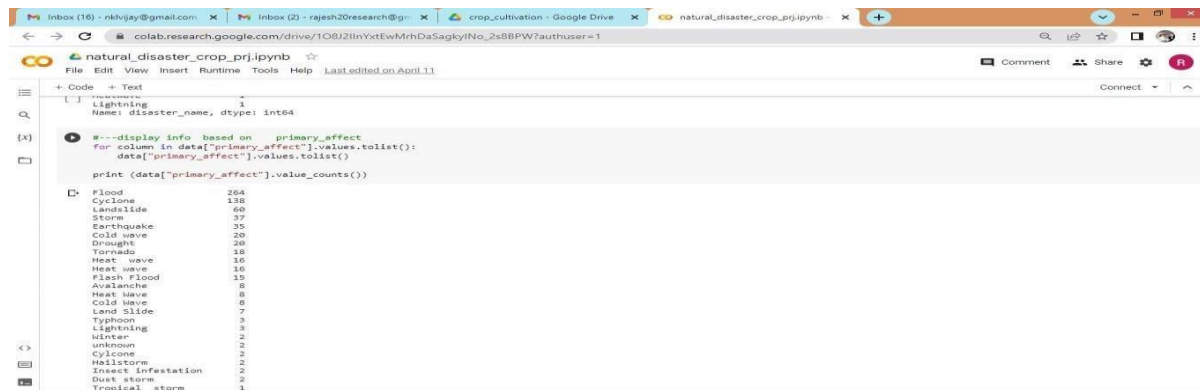 Inbox (16) - nklvijay@gmail.com
Inbox (2) - rajesh20research@gm
crop_cultivation - Google Drive
natural_disaster_crop_prj.ipynb -
colab.research.google.com/drive/
?authuser=1
natural_disaster_crop_prj.ipynb
Comment
Share
R
File Edit View Insert Runtime Tools Help Last edited on April 11
+ Code + Text
Connect
Lightning 1
Name: disaster_name, dtype: int64
{x}
#---display info based on primary_affect
for column in data["primary_affect"].values.tolist():
data["primary_affect"].values.tolist()
print (data["primary_affect"].value_counts())
Flood 264
Cyclone 138
Landslide 60
Storm 37
Earthquake 35
Cold wave 20
Drought 20
Tornado 18
Heat  wave 16
Heat wave 16
Flash Flood 15
Avalanche 8
Heat Wave 8
Cold Wave 8
Land Slide 7
Typhoon 3
Lightning 3
Winter 2
unknown 2
Cylcone 2
Hailstorm 2
Insect infestation 2
Dust storm 2
Tropical  storm 1